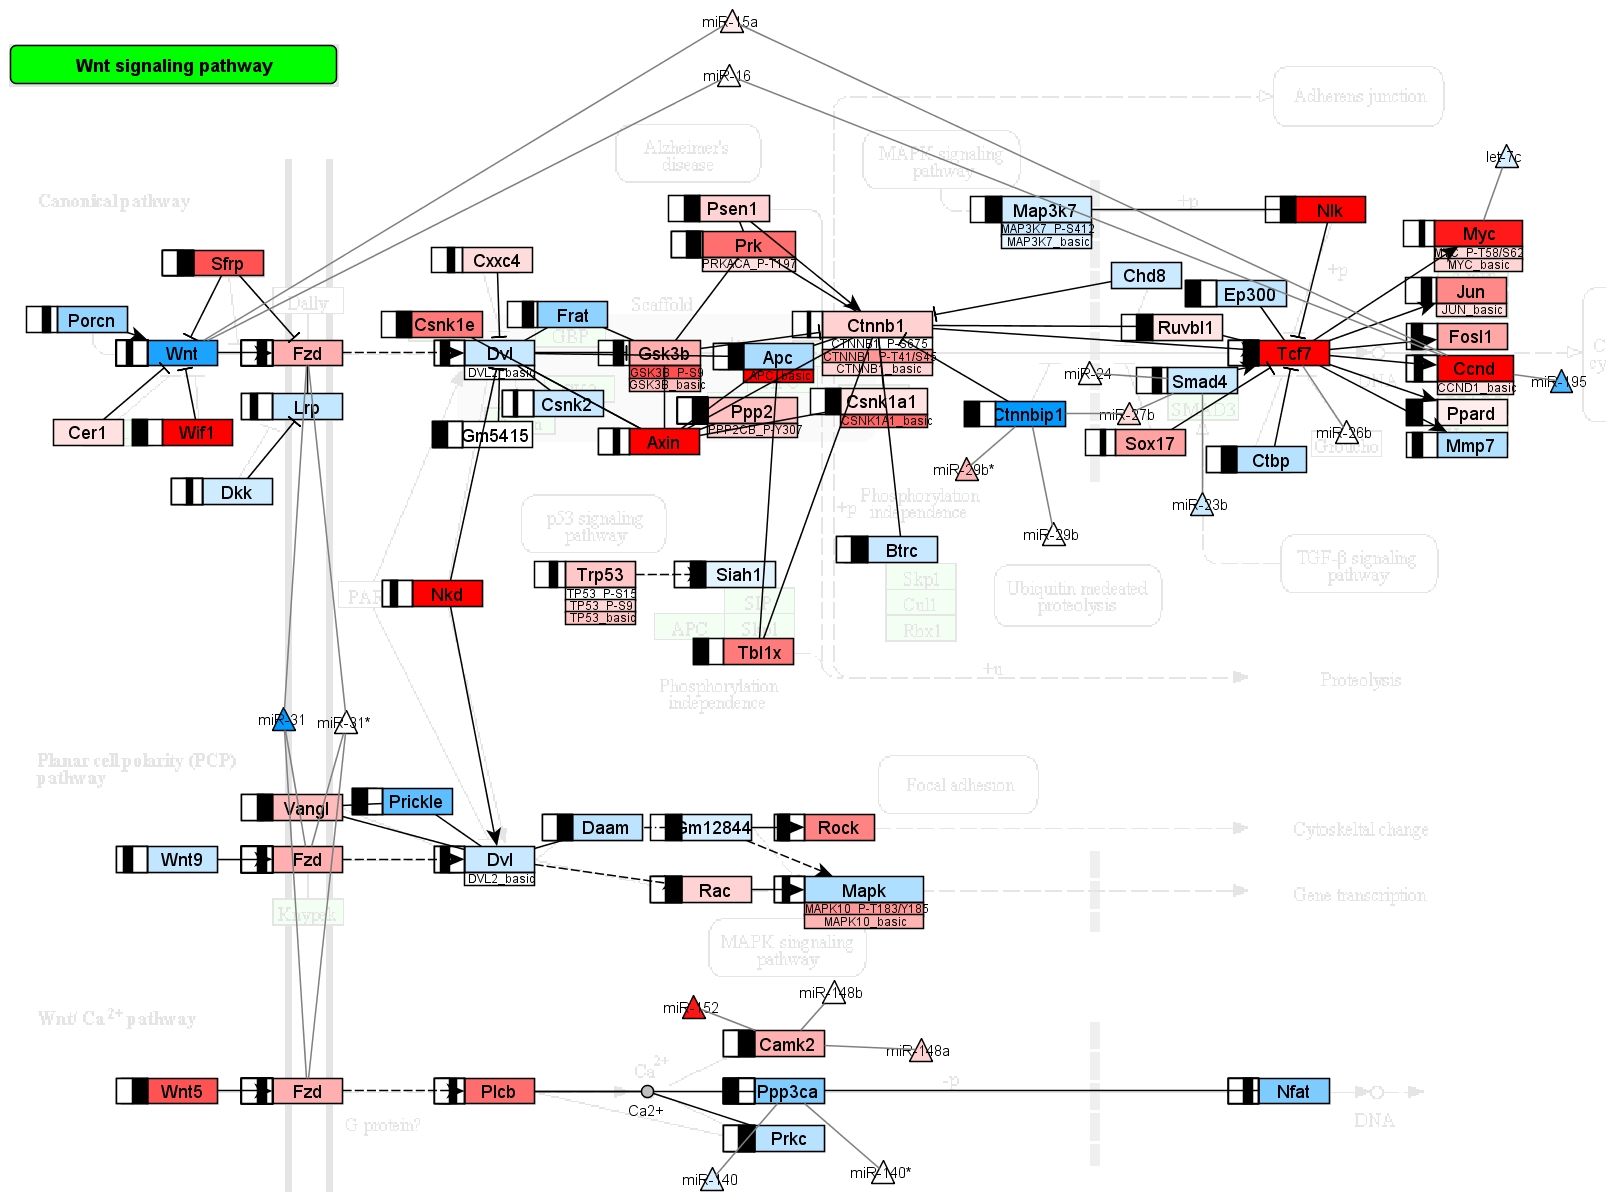 miR-15a
Wnt signaling pathway
miR-16
Adherens junction
Alzheimer's
disease
MAPK signaling
pathway
let-7c
Canonical pathway
Psen1
Map3k7
MAP3K7_P-S412
MAP3K7_basic
+p
Nlk
Myc
MYC_P-T58/S62
MYC_basic
Prk
PRKACA_P-T197
Sfrp
Cxxc4
Chd8
+p
Dally
Scaffold
Ep300
Jun
JUN_basic
Porcn
Csnk1e
Frat
GBP
Ctnnb1
CTNNB1_P-S675
CTNNB1_P-T41/S45
CTNNB1_basic
Ruvbl1
Fosl1
Wnt
Fzd
Dvl
DVL2_basic
Gsk3b
GSK3B_P-S9
GSK3B_basic
Apc
APC_basic
Tcf7
DNA
Ccnd
CCND1_basic
miR-24
Smad4
miR-195
Lrp
Csnk2
Ppp2
PPP2CB_P-Y307
Csnk1a1
CSNK1A1_basic
Ctnnbip1
miR-27b
SMAD3
Ppard
Cer1
Wif1
Gm5415
Axin
Sox17
miR-26b
Groucho
Mmp7
Ctbp
miR-29b*
Dkk
Phosphorylation
independence
miR-23b
p53 signaling
pathway
+p
miR-29b
Btrc
TGF-β signaling
pathway
Trp53
TP53_P-S15
TP53_P-S9
TP53_basic
Siah1
Skp1
Cul1
Rbx1
Ubiquitin medeated
proteolysis
Nkd
PAR
APC
Tbl1x
+u
Proteolysis
Phosphorylation
independence
miR-31
miR-31*
Planar cell polarity (PCP)
pathway
Focal adhesion
Vangl
Prickle
Daam
Gm12844
Rock
Cytoskeltal change
Wnt9
Fzd
Dvl
DVL2_basic
Rac
Mapk
MAPK10_P-T183/Y185
MAPK10_basic
Gene transcription
Knypek
MAPK singnaling
pathway
miR-152
miR-148b
Wnt/ Ca2+ pathway
Camk2
miR-148a
Ca2+
-p
Wnt5
Fzd
Plcb
Ca2+
Ppp3ca
Nfat
DNA
G protein?
Prkc
miR-140
miR-140*